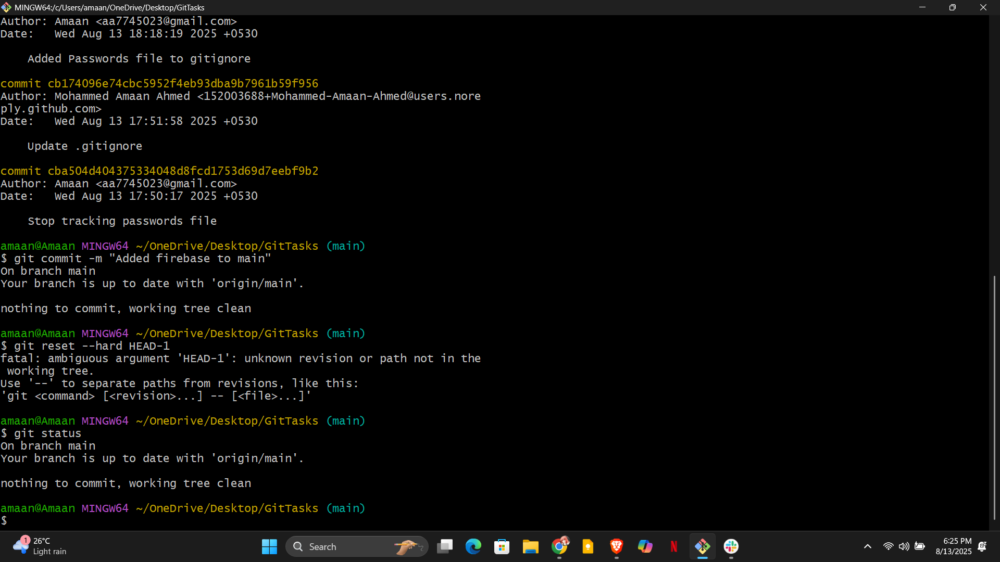 MINGW64:/c/Users/amaan/OneDrive/Desktop/GitTasks
Author: Amaan <aa7745023@gmail.com>
Date:   Wed Aug 13 18:18:19 2025 +0530
    Added Passwords file to gitignore
commit cb174096e74cbc5952f4eb93dba9b7961b59f956
Author: Mohammed Amaan Ahmed <152003688+Mohammed-Amaan-Ahmed@users.nore
ply.github.com>
Date:   Wed Aug 13 17:51:58 2025 +0530
    Update .gitignore
commit cba504d404375334048d8fcd1753d69d7eebf9b2
Author: Amaan <aa7745023@gmail.com>
Date:   Wed Aug 13 17:50:17 2025 +0530
    Stop tracking passwords file
amaan@Amaan MINGW64 ~/OneDrive/Desktop/GitTasks (main)
$ git commit -m "Added firebase to main"
On branch main
Your branch is up to date with 'origin/main'.
nothing to commit, working tree clean
amaan@Amaan MINGW64 ~/OneDrive/Desktop/GitTasks (main)
$ git reset --hard HEAD-1
fatal: ambiguous argument 'HEAD-1': unknown revision or path not in the
 working tree.
Use '--' to separate paths from revisions, like this:
'git <command> [<revision>...] -- [<file>...]'
amaan@Amaan MINGW64 ~/OneDrive/Desktop/GitTasks (main)
$ git status
On branch main
Your branch is up to date with 'origin/main'.
nothing to commit, working tree clean
amaan@Amaan MINGW64 ~/OneDrive/Desktop/GitTasks (main)
$
1
26°C
Light rain
Search
N
6:25 PM
8/13/2025